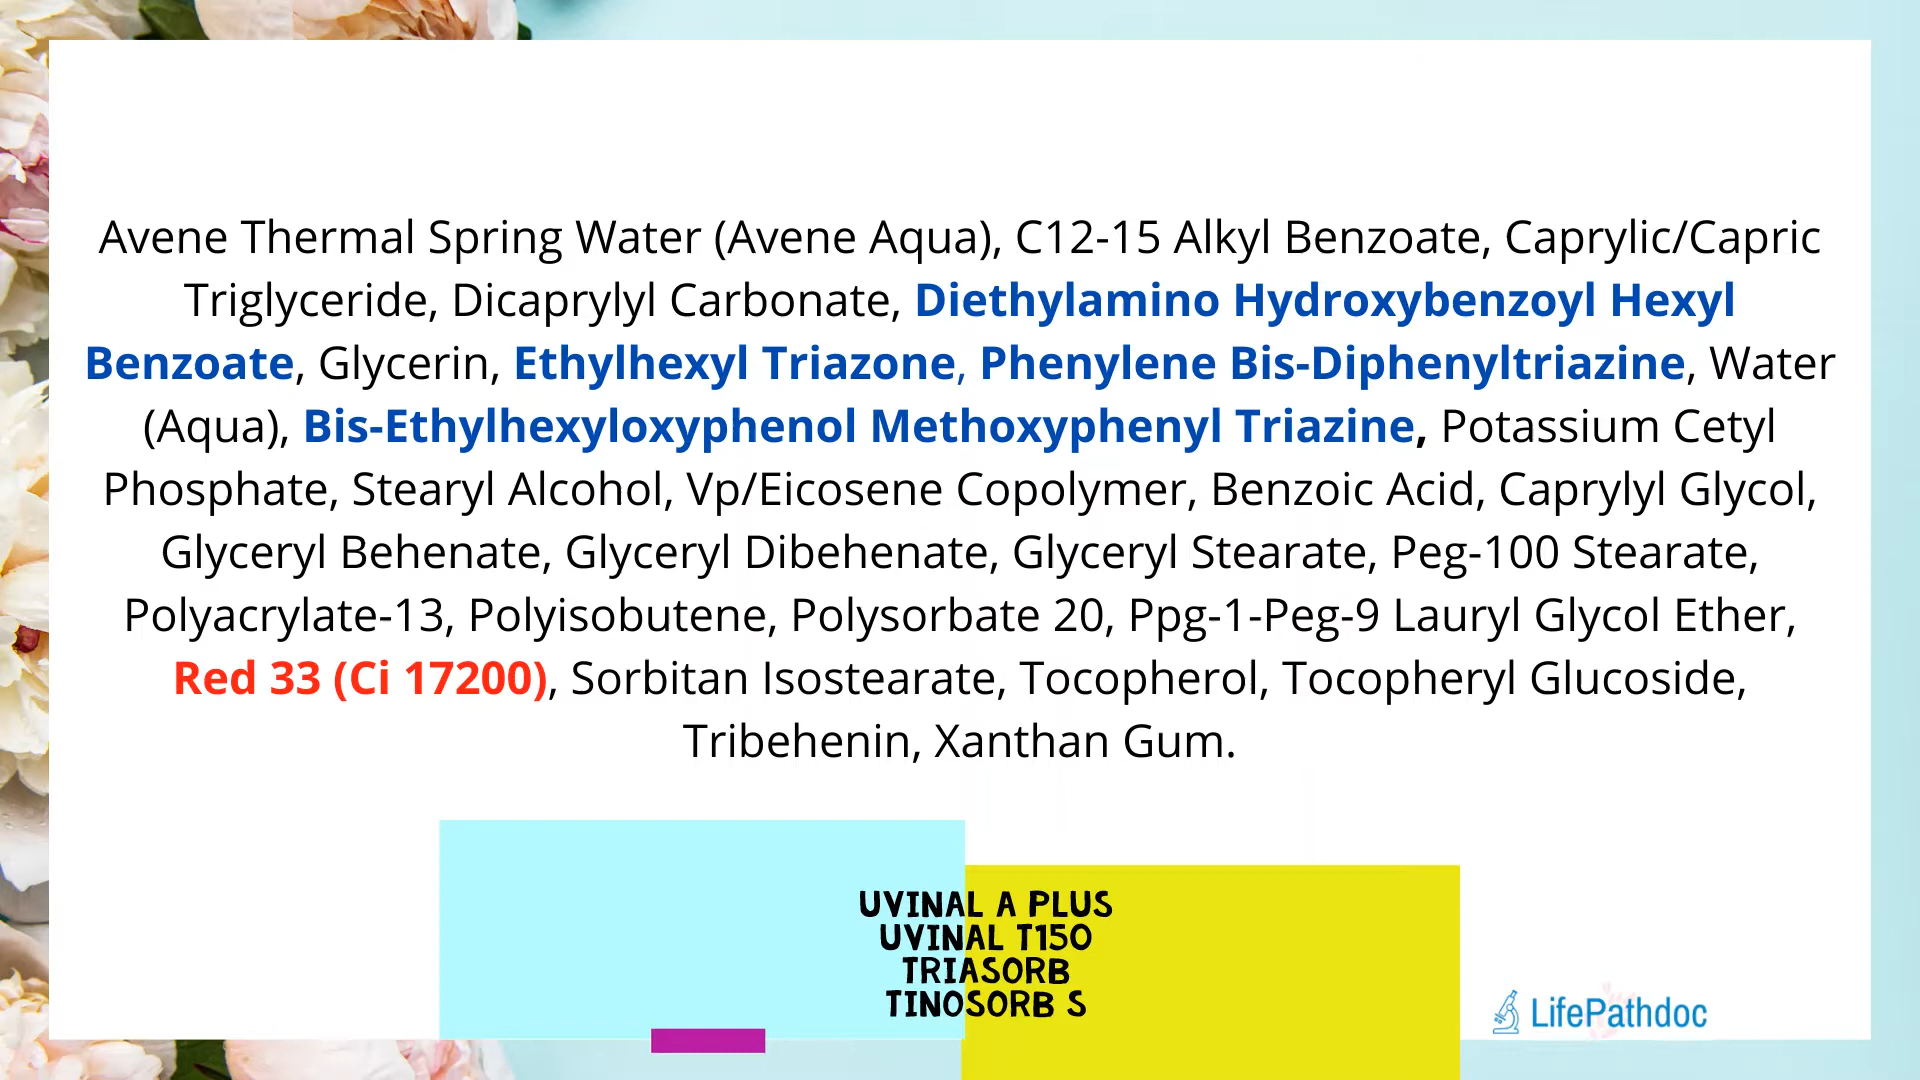 Avene Thermal Spring Water (Avene Aqua), C12-15 Alkyl Benzoate, Caprylic/Capric
Triglyceride, Dicaprylyl Carbonate, Diethylamino Hydroxybenzoyl Hexyl
Benzoate, Glycerin, Ethylhexyl Triazone, Phenylene Bis-Diphenyltriazine, Water
(Aqua), Bis-Ethylhexyloxyphenol Methoxyphenyl Triazine, Potassium Cetyl
Phosphate, Stearyl Alcohol, Vp/Eicosene Copolymer, Benzoic Acid, Caprylyl Glycol,
Glyceryl Behenate, Glyceryl Dibehenate, Glyceryl Stearate, Peg-100 Stearate,
Polyacrylate-13, Polyisobutene, Polysorbate 20, Ppg-1-Peg-9 Lauryl Glycol Ether,
Red 33 (Ci 17200), Sorbitan Isostearate, Tocopherol, Tocopheryl Glucoside,
Tribehenin, Xanthan Gum.
UVINAL A PLUS
UVINAL T150
TRIASORB
TINOSORB S
LifePathdoc